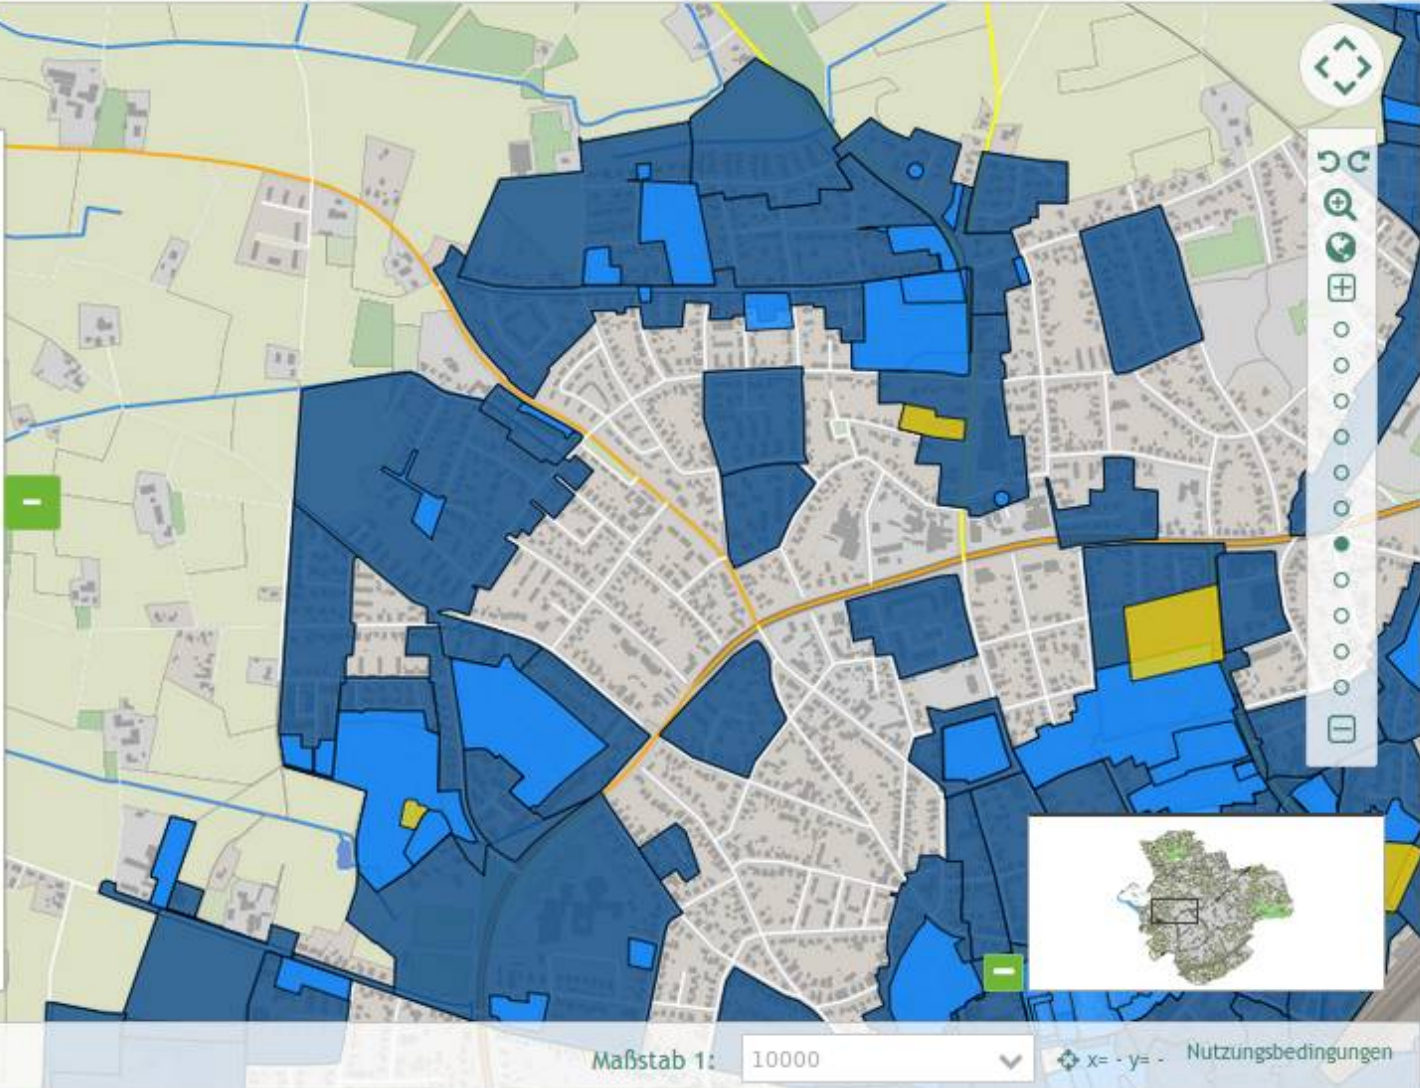 Maßstab 1: 10000 x= - y= - Nutzungsbedingungen